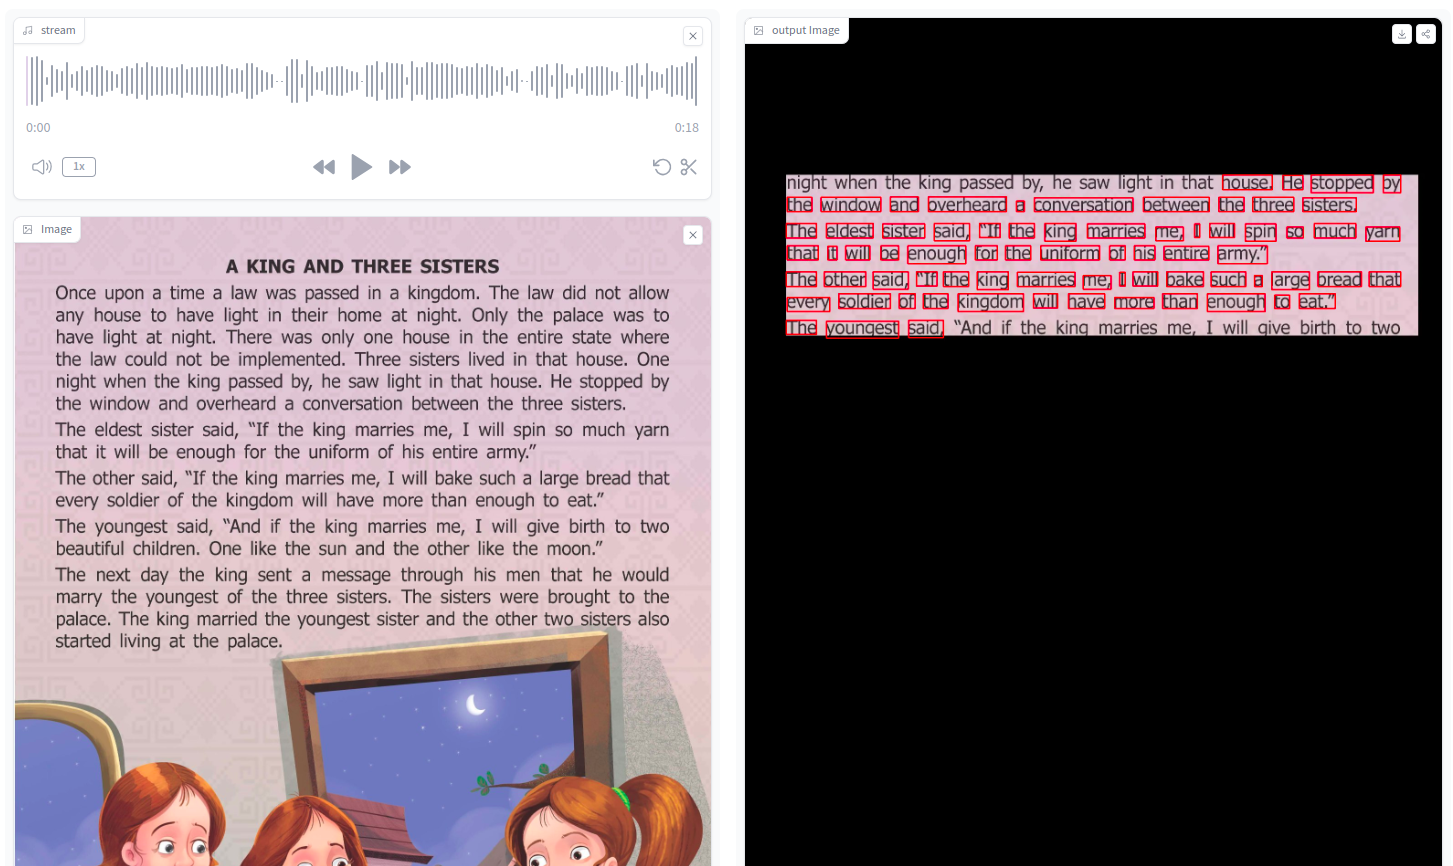 stream
0:00
0:18
1x
Image
A KING AND THREE SISTERS
Once upon a time a law was passed in a kingdom. The law did not allow
any house to have light in their home at night. Only the palace was to
have light at night. There was only one house in the entire state where
the law could not be implemented. Three sisters lived in that house. One
night when the king passed by, he saw light in that house. He stopped by
the window and overheard a conversation between the three sisters.
The eldest sister said, “If the king marries me, I will spin so much yarn
that it will be enough for the uniform of his entire army.”
The other said, “If the king marries me, I will bake such a large bread that
every soldier of the kingdom will have more than enough to eat.”
The youngest said, “And if the king marries me, I will give birth to two
beautiful children. One like the sun and the other like the moon.”
The next day the king sent a message through his men that he would
marry the youngest of the three sisters. The sisters were brought to the
palace. The king married the youngest sister and the other two sisters also
started living at the palace.
output Image
night when the king passed by, he saw light in that house. He stopped by
the window and overheard a conversation between the three sisters.
The eldest sister said, “If the king marries me, I will spin so much yarn
that it will be enough for the uniform of his entire army.”
The other said, “If the king marries me, I will bake such a large bread that
every soldier of the kingdom will have more than enough to eat.”
The youngest said, “And if the king marries me, I will give birth to two